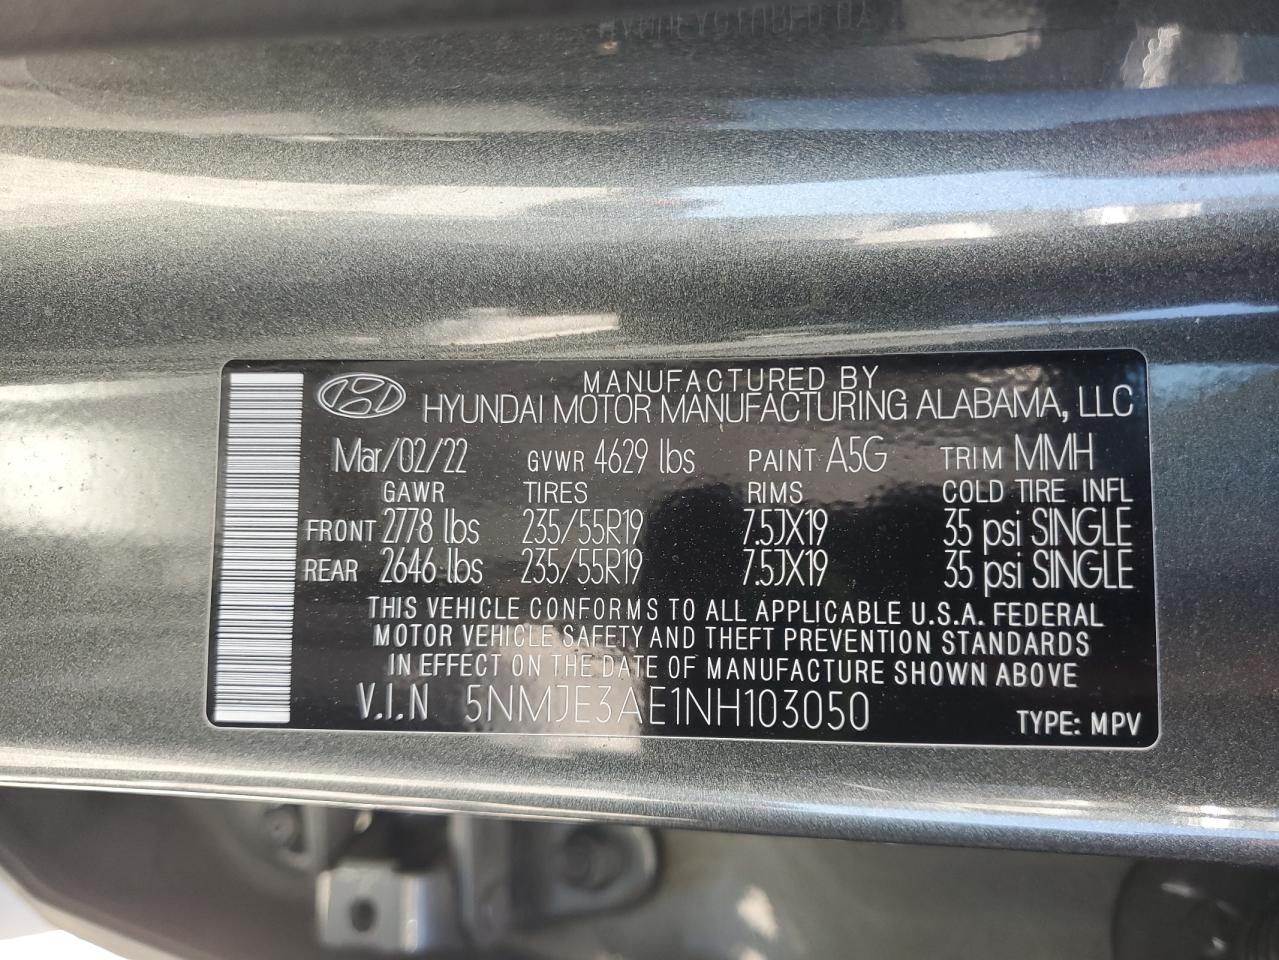 MANUFACTURED BY
HYUNDAI MOTOR MANUFACTURING ALABAMA, LLC
Mar/02/22 GVWR 4629 lbs PAINT A5G TRIM MMH
GAWR TIRES RIMS COLD TIRE INFL
FRONT 2778 lbs 235/55R19 7.5JX19 35 psi SINGLE
REAR 2646 lbs 235/55R19 7.5JX19 35 psi SINGLE
THIS VEHICLE CONFORMS TO ALL APPLICABLE U.S.A. FEDERAL
MOTOR VEHICLE SAFETY AND THEFT PREVENTION STANDARDS
IN EFFECT ON THE DATE OF MANUFACTURE SHOWN ABOVE
V.I.N 5NMJE3AE1NH103050 TYPE: MPV